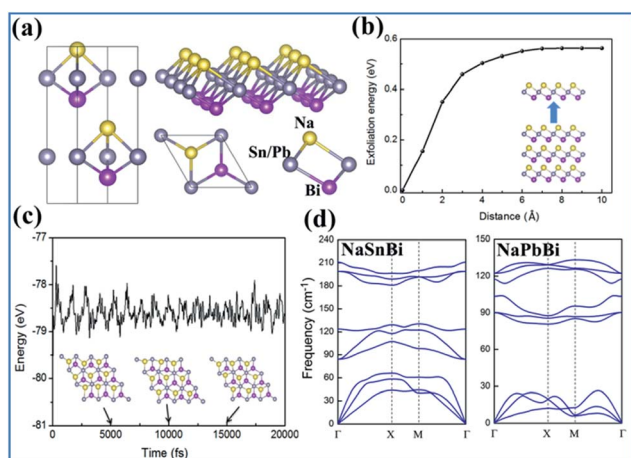 (a)
Na
Sn/Pb
Bi
(b)
Exfoliation energy (eV)
0.6
0.4
0.2
0.0
0 2 4 6 8 10
Distance (Å)
(c)
Energy (eV)
-77
-78
-79
-80
-81
0 5000 10000 15000 20000
Time (fs)
(d)
Frequency (cm⁻¹)
NaSnBi
210
180
150
120
90
60
30
0
Γ X M Γ
NaPbBi
150
120
90
60
30
0
Γ X M Γ